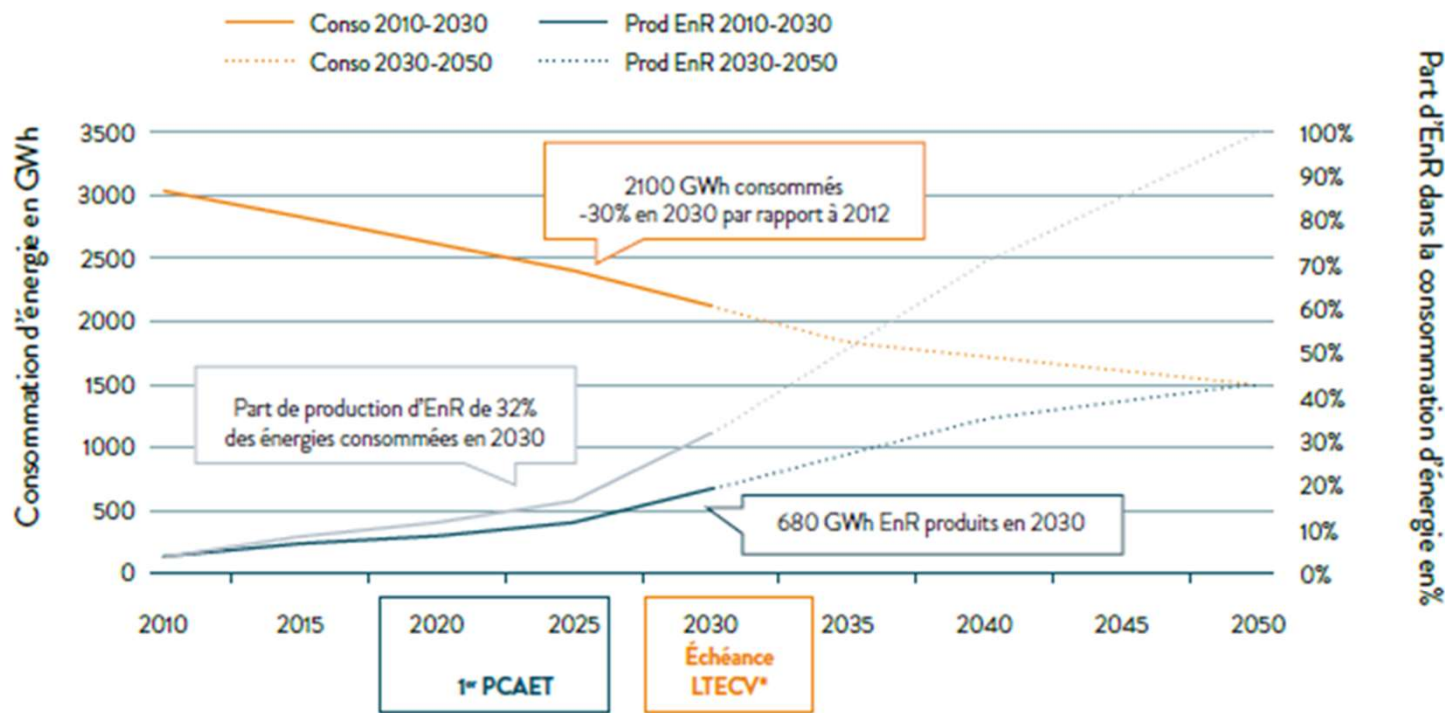 Conso 2010-2030
Prod EnR 2010-2030
Conso 2030-2050
Prod EnR 2030-2050
Consommation d'énergie en GWh
3500
3000
2500
2000
1500
1000
500
0
2100 GWh consommés
-30% en 2030 par rapport à 2012
Part de production d'EnR de 32%
des énergies consommées en 2030
680 GWh EnR produits en 2030
100%
90%
80%
70%
60%
50%
40%
30%
20%
10%
0%
Part d'EnR dans la consommation d'énergie en%
2010
2015
2020
2025
2030
2035
2040
2045
2050
1er PCAET
Échéance
LTECV*